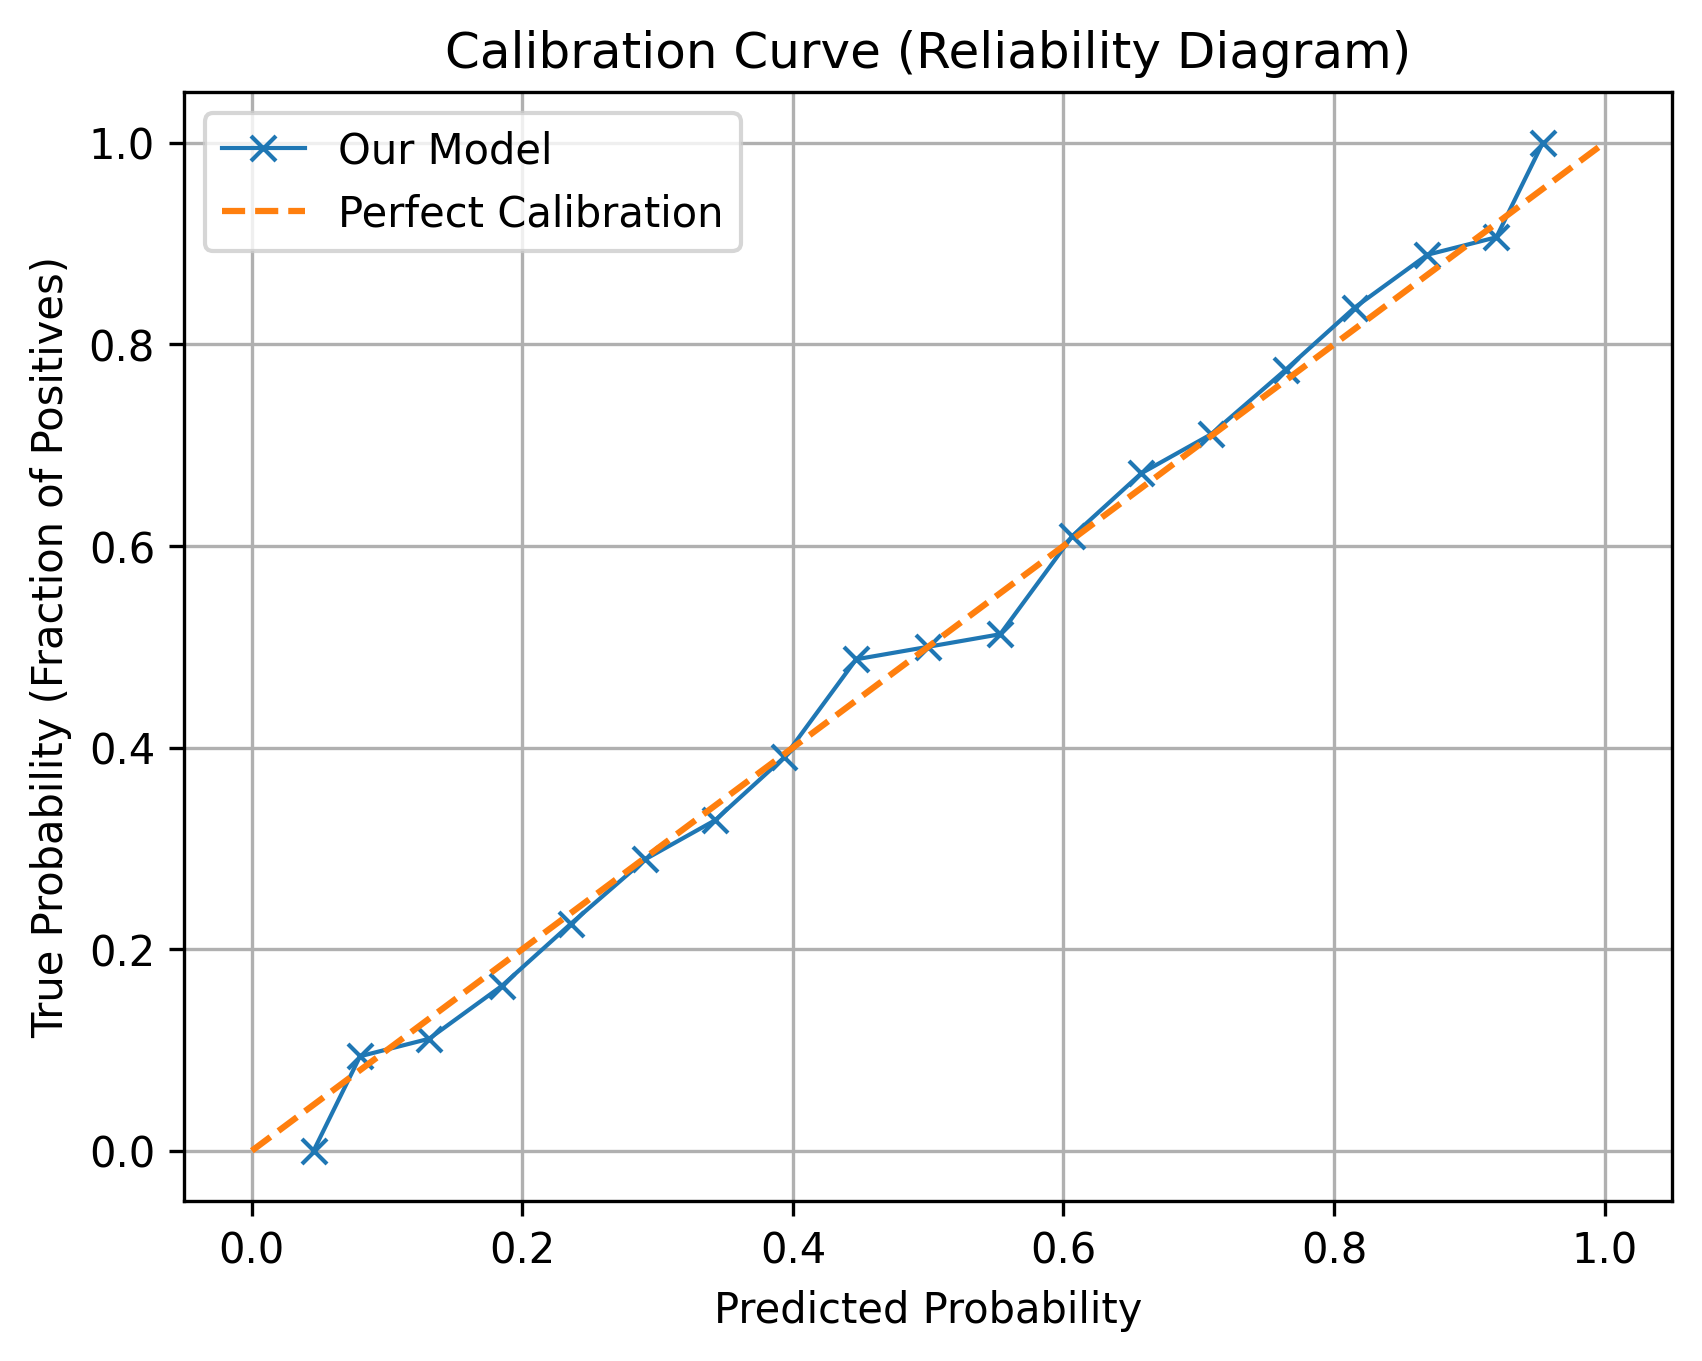 Calibration Curve (Reliability Diagram)
Our Model
Perfect Calibration
1.0
0.8
0.6
0.4
0.2
0.0
True Probability (Fraction of Positives)
0.0 0.2 0.4 0.6 0.8 1.0
Predicted Probability